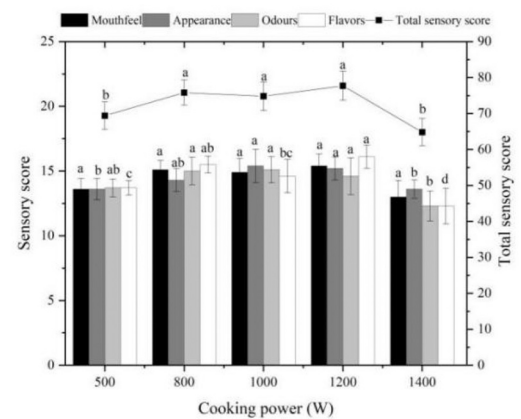 Mouthfeel Appearance Odours Flavors Total sensory score
25 90
80
20 70
60
15 50
40
10
30
5 20
10
0 0
b a a a b
a b ab c a ab a ab a a a bc a a a a a b b d
500 800 1000 1200 1400
Sensory score
Total sensory score
Cooking power (W)